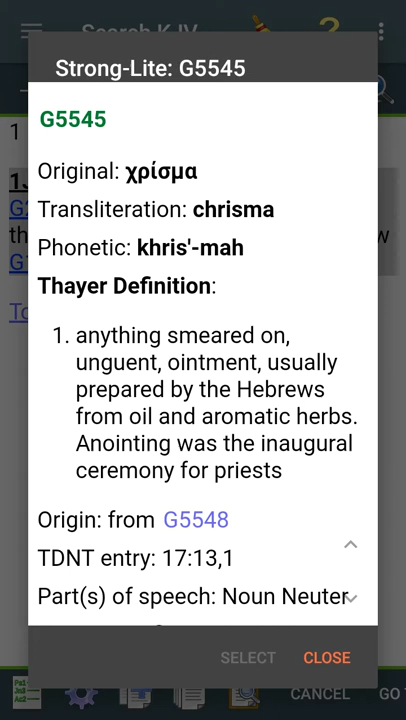 Search KJV
?
Strong-Lite: G5545
G5545
1
Original: χρίσμα
Transliteration: chrisma
Phonetic: khris'-mah
Thayer Definition:
1. anything smeared on,
unguent, ointment, usually
prepared by the Hebrews
from oil and aromatic herbs.
Anointing was the inaugural
ceremony for priests
Origin: from G5548
TDNT entry: 17:13,1
Part(s) of speech: Noun Neuter
SELECT
CLOSE
CANCEL
GO